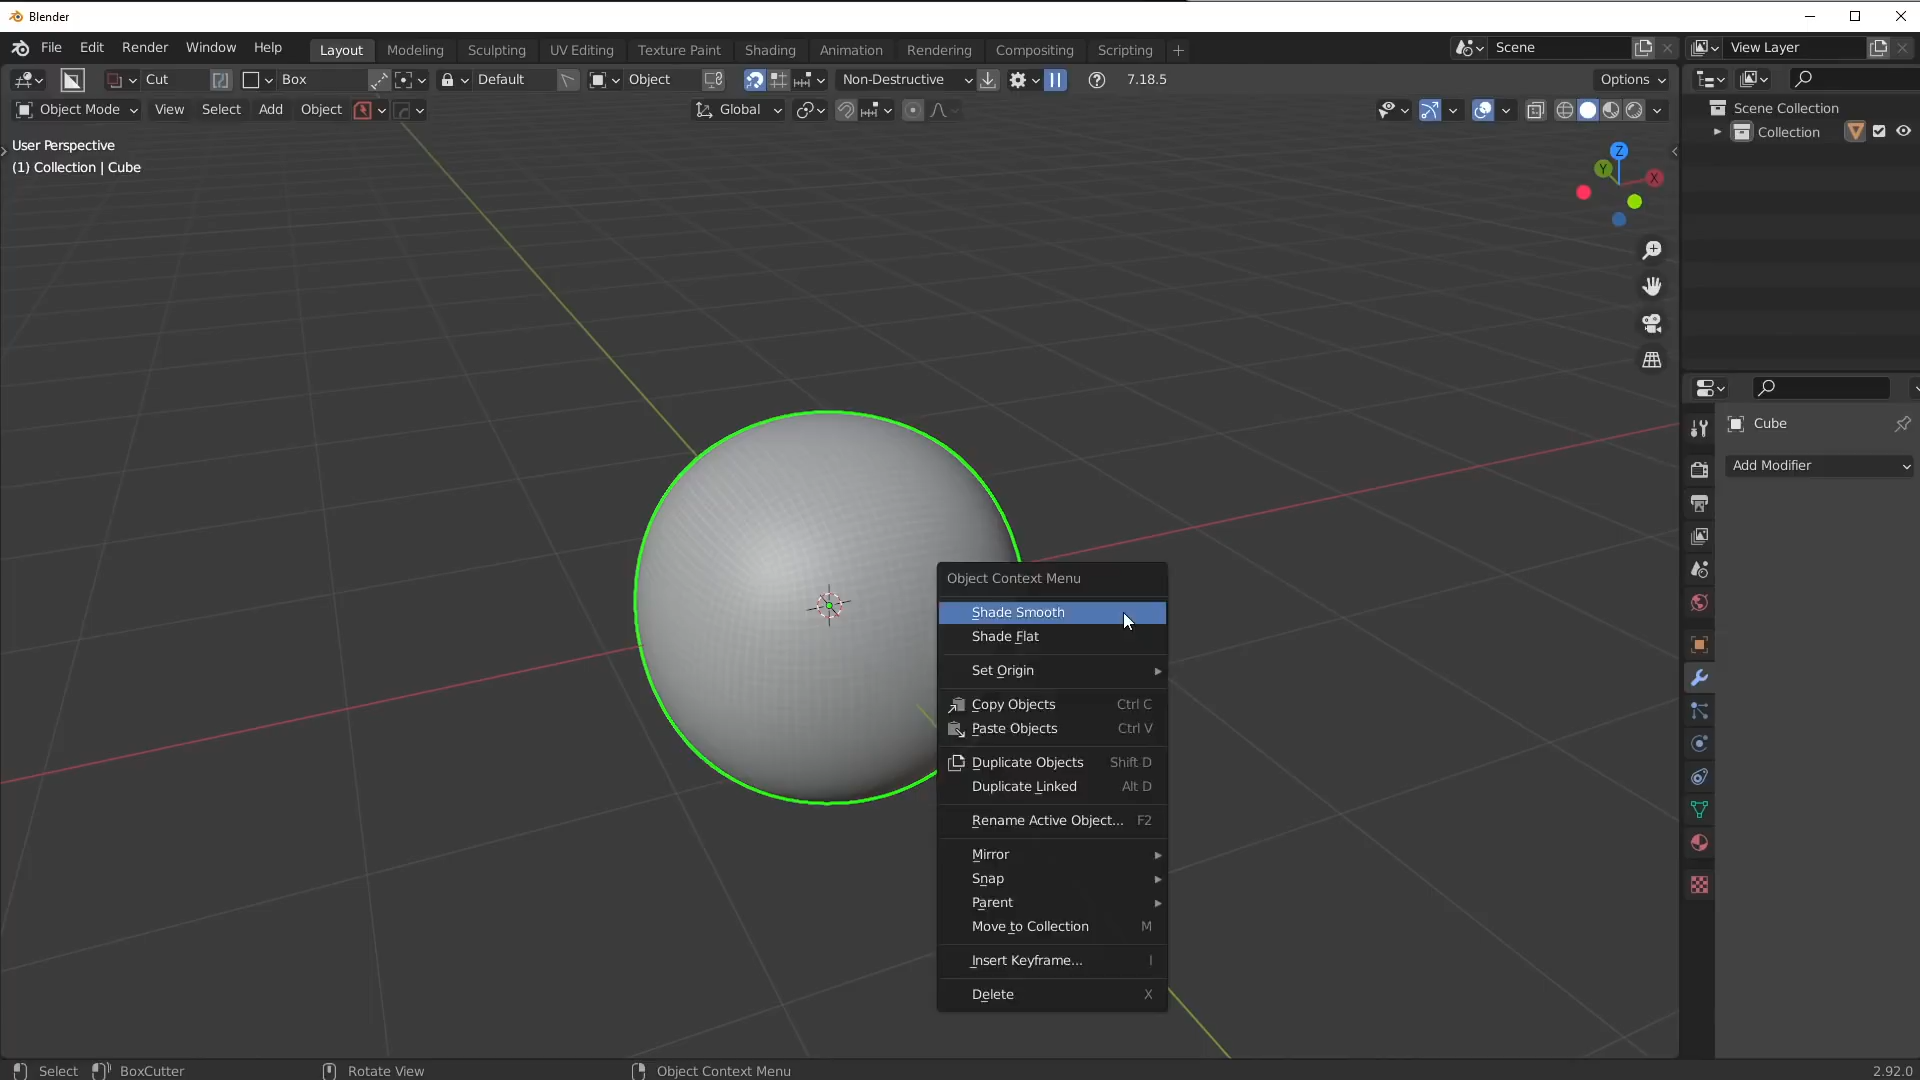 Blender
File Edit Render Window Help Layout Modeling Sculpting UV Editing Texture Paint Shading Animation Rendering Compositing Scripting + Scene View Layer
Cut Box Default Object Non-Destructive 7.18.5 Options
Object Mode View Select Add Object Global
Scene Collection
Collection
User Perspective
(1) Collection | Cube
Z
Y
X
Cube
Add Modifier
Object Context Menu
Shade Smooth
Shade Flat
Set Origin
Copy Objects Ctrl C
Paste Objects Ctrl V
Duplicate Objects Shift D
Duplicate Linked Alt D
Rename Active Object... F2
Mirror
Snap
Parent
Move to Collection M
Insert Keyframe... I
Delete X
Select BoxCutter Rotate View Object Context Menu 2.92.0